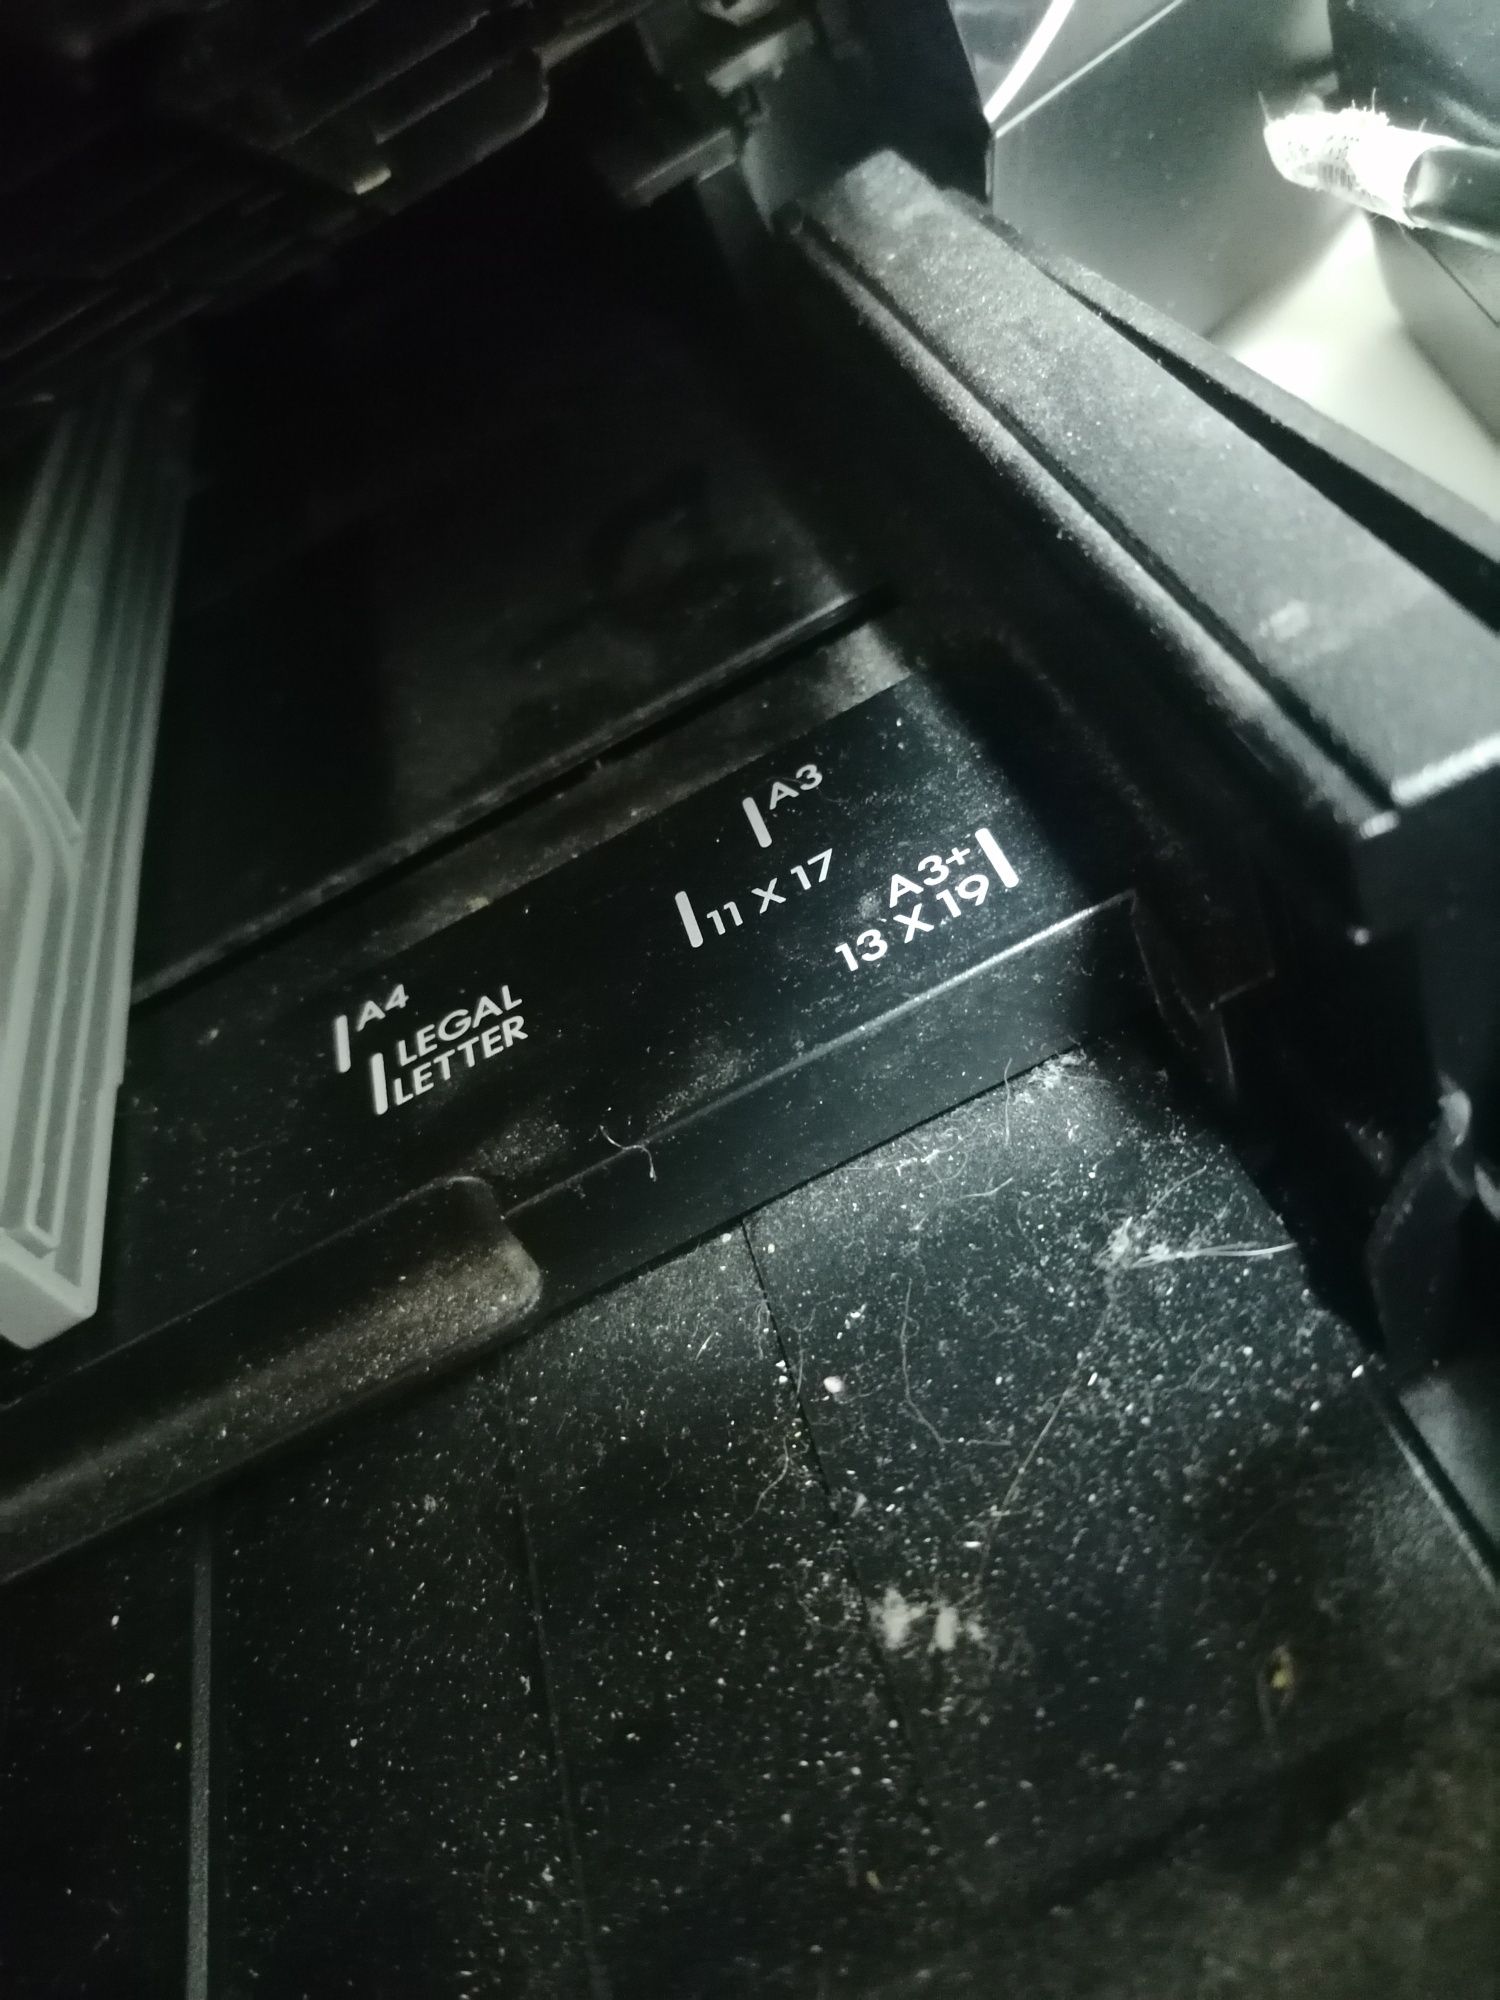 A3
11 X 17
A3+
13 X 19
A4
LEGAL
LETTER